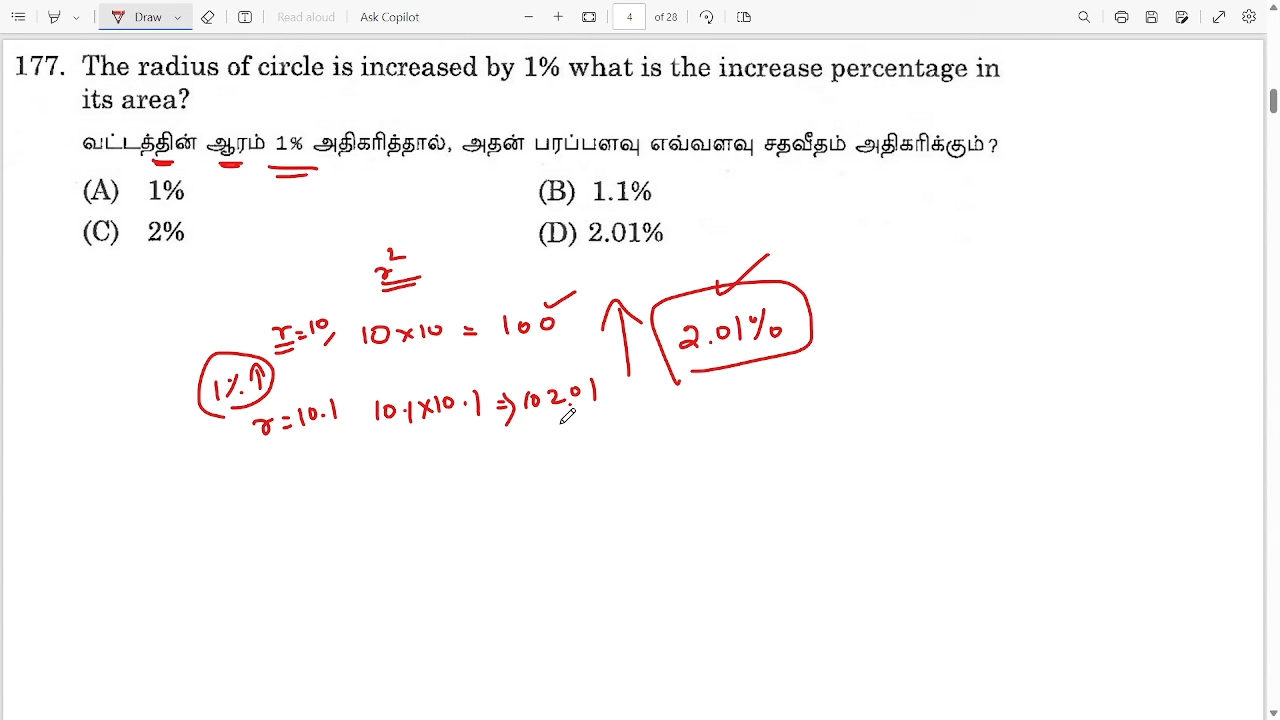 Draw
Read aloud
Ask Copilot
4
of 28
177. The radius of circle is increased by 1% what is the increase percentage in
its area?
வட்டத்தின் ஆரம் 1% அதிகரித்தால், அதன் பரப்பளவு எவ்வளவு சதவீதம் அதிகரிக்கும்?
(A) 1%
(B) 1.1%
(C) 2%
(D) 2.01%
r²
r=10, 10×10 = 100
2.01%
1%↑
r=10.1 10.1×10.1 ⇒ 102.01